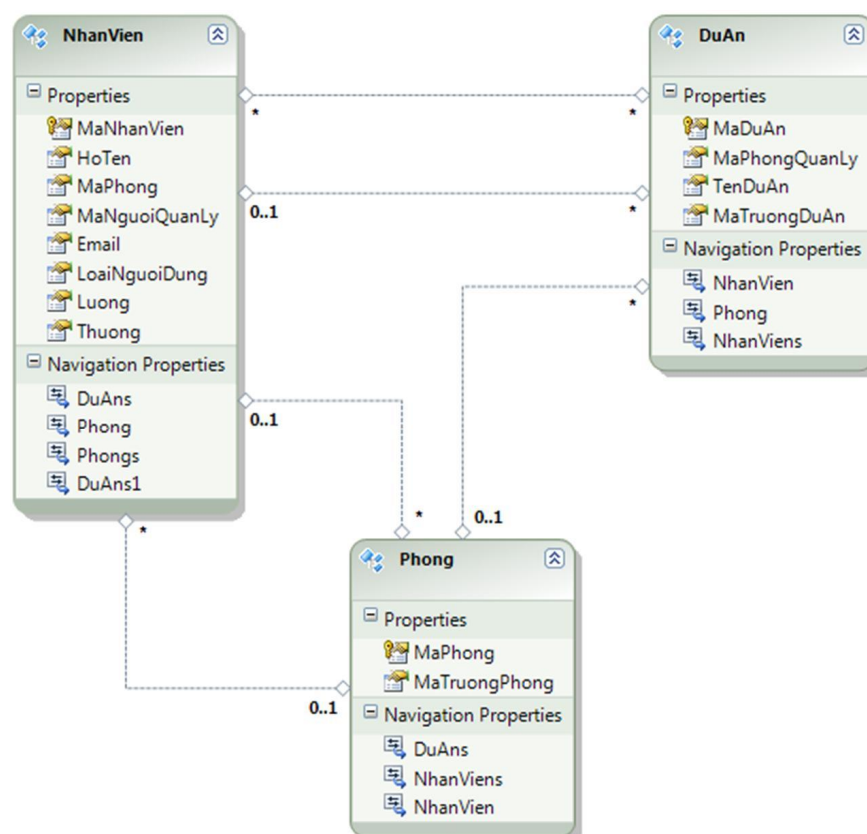 NhanVien
Properties
MaNhanVien
HoTen
MaPhong
MaNguoiQuanLy
Email
LoaiNguoiDung
Luong
Thuong
Navigation Properties
DuAns
Phong
Phongs
DuAns1
*
*
0..1
*
*
0..1
*
0..1
*
0..1
DuAn
Properties
MaDuAn
MaPhongQuanLy
TenDuAn
MaTruongDuAn
Navigation Properties
NhanVien
Phong
NhanViens
Phong
Properties
MaPhong
MaTruongPhong
Navigation Properties
DuAns
NhanViens
NhanVien